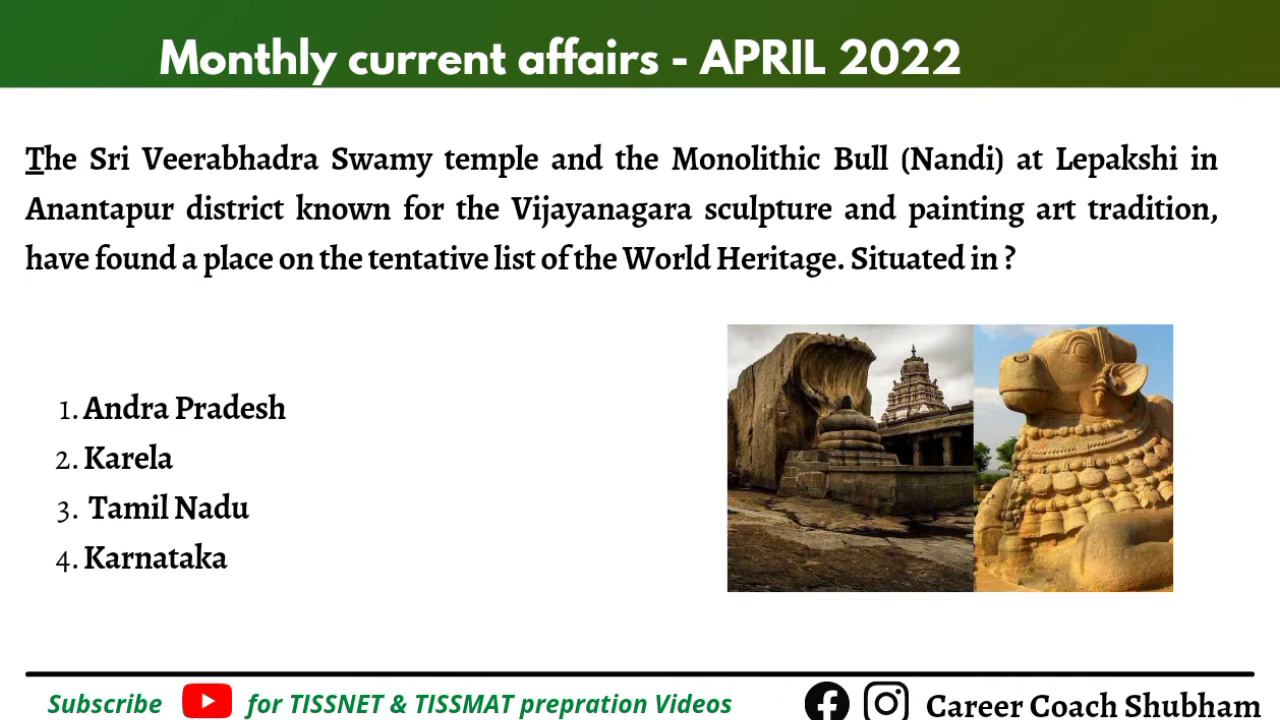 Monthly current affairs - APRIL 2022
The Sri Veerabhadra Swamy temple and the Monolithic Bull (Nandi) at Lepakshi in
Anantapur district known for the Vijayanagara sculpture and painting art tradition,
have found a place on the tentative list of the World Heritage. Situated in ?
1. Andra Pradesh
2. Karela
3. Tamil Nadu
4. Karnataka
Subscribe for TISSNET & TISSMAT prepration Videos
Career Coach Shubham